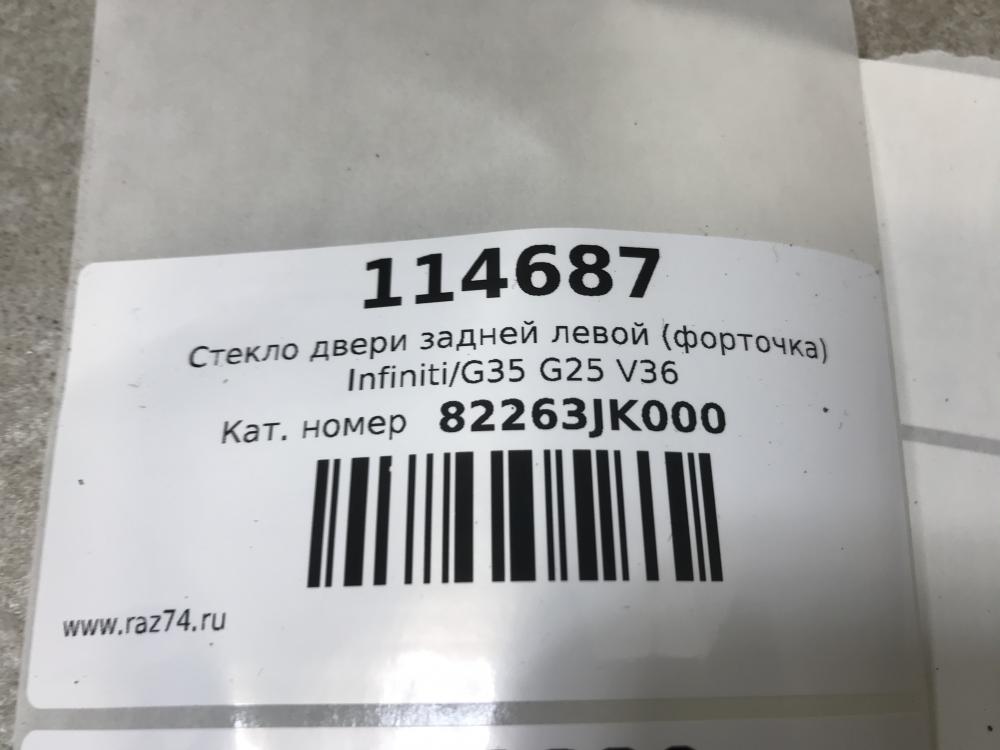 114687
Стекло двери задней левой (форточка)
Infiniti/G35 G25 V36
Кат. номер 82263JK000
www.raz74.ru